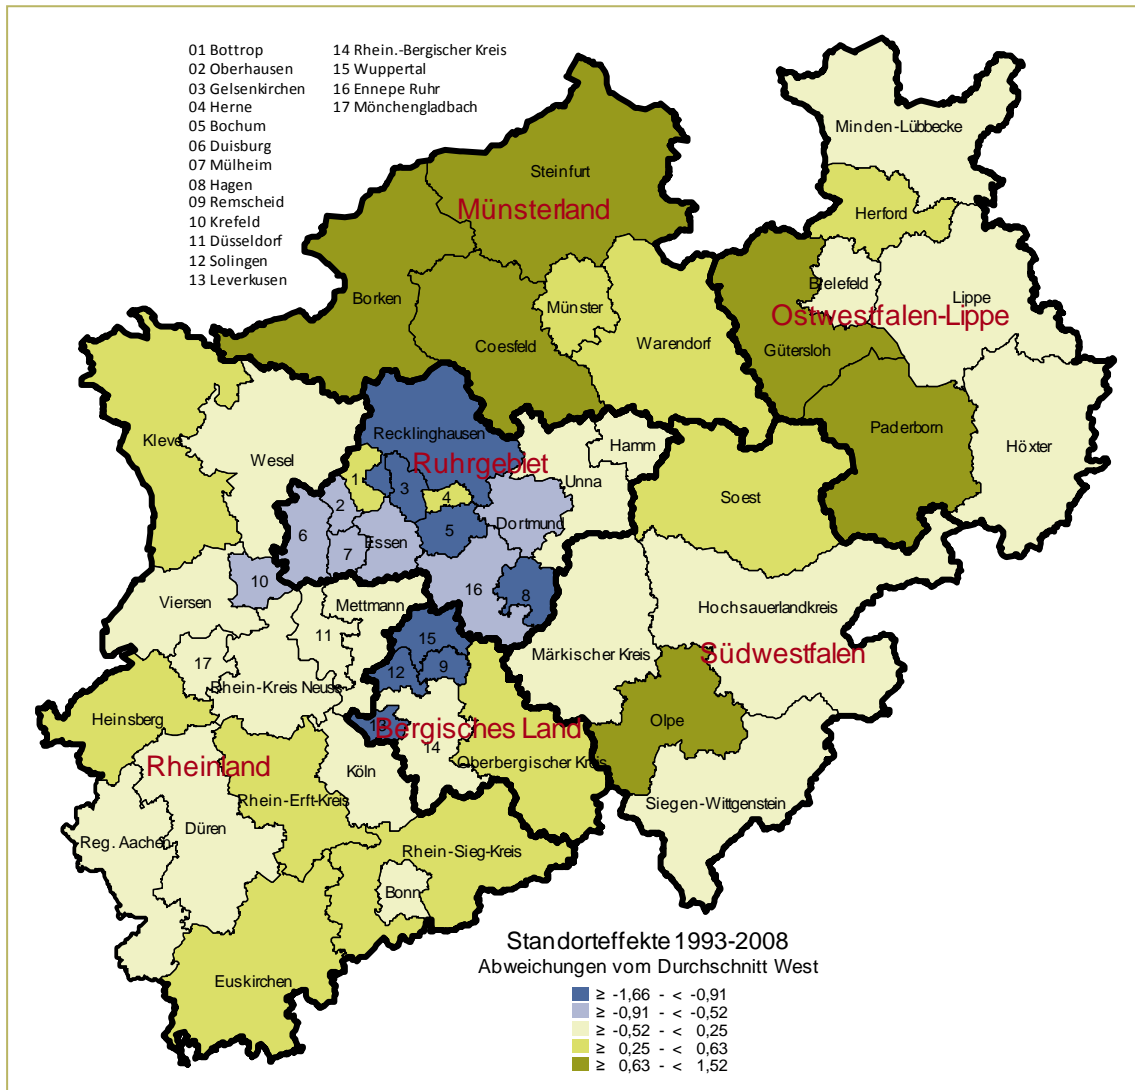 01 Bottrop
02 Oberhausen
03 Gelsenkirchen
04 Herne
05 Bochum
06 Duisburg
07 Mülheim
08 Hagen
09 Remscheid
10 Krefeld
11 Düsseldorf
12 Solingen
13 Leverkusen
14 Rhein.-Bergischer Kreis
15 Wuppertal
16 Ennepe Ruhr
17 Mönchengladbach
Minden-Lübbecke
Steinfurt
Münsterland
Herford
Bielefeld
Lippe
Borken
Münster
Ostwestfalen-Lippe
Coesfeld
Warendorf
Gütersloh
Kleve
Recklinghausen
Paderborn
Wesel
Ruhrgebiet
Hamm
Höxter
1
3
Unna
2
4
Soest
6
Essen
5
Dortmund
7
10
16
8
Viersen
Mettmann
Hochsauerlandkreis
11
15
17
Märkischer Kreis
Südwestfalen
12
9
Rhein-Kreis Neuss
Heinsberg
13
Bergisches Land
Olpe
14
Rheinland
Köln
Oberbergischer Kreis
Rhein-Erft-Kreis
Siegen-Wittgenstein
Düren
Reg. Aachen
Rhein-Sieg-Kreis
Bonn
Euskirchen
Standorteffekte 1993-2008
Abweichungen vom Durchschnitt West
≥ -1,66 - < -0,91
≥ -0,91 - < -0,52
≥ -0,52 - < 0,25
≥ 0,25 - < 0,63
≥ 0,63 - < 1,52